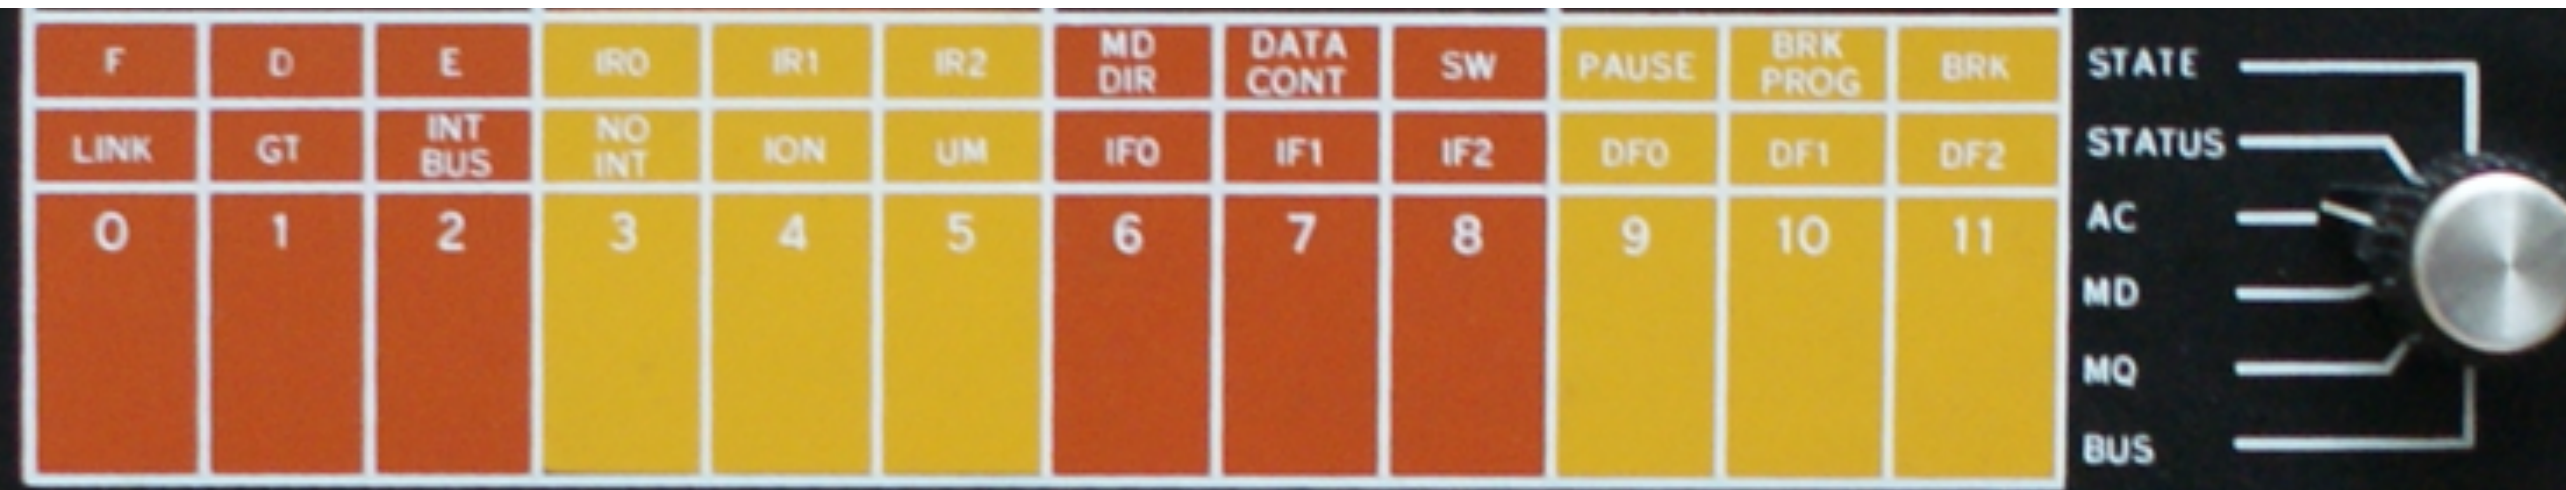 F D E IR0 IR1 IR2 MD DIR DATA CONT SW PAUSE BRK PROG BRK
LINK GT INT BUS NO INT ION UM IF0 IF1 IF2 DF0 DF1 DF2
0 1 2 3 4 5 6 7 8 9 10 11
STATE
STATUS
AC
MD
MQ
BUS